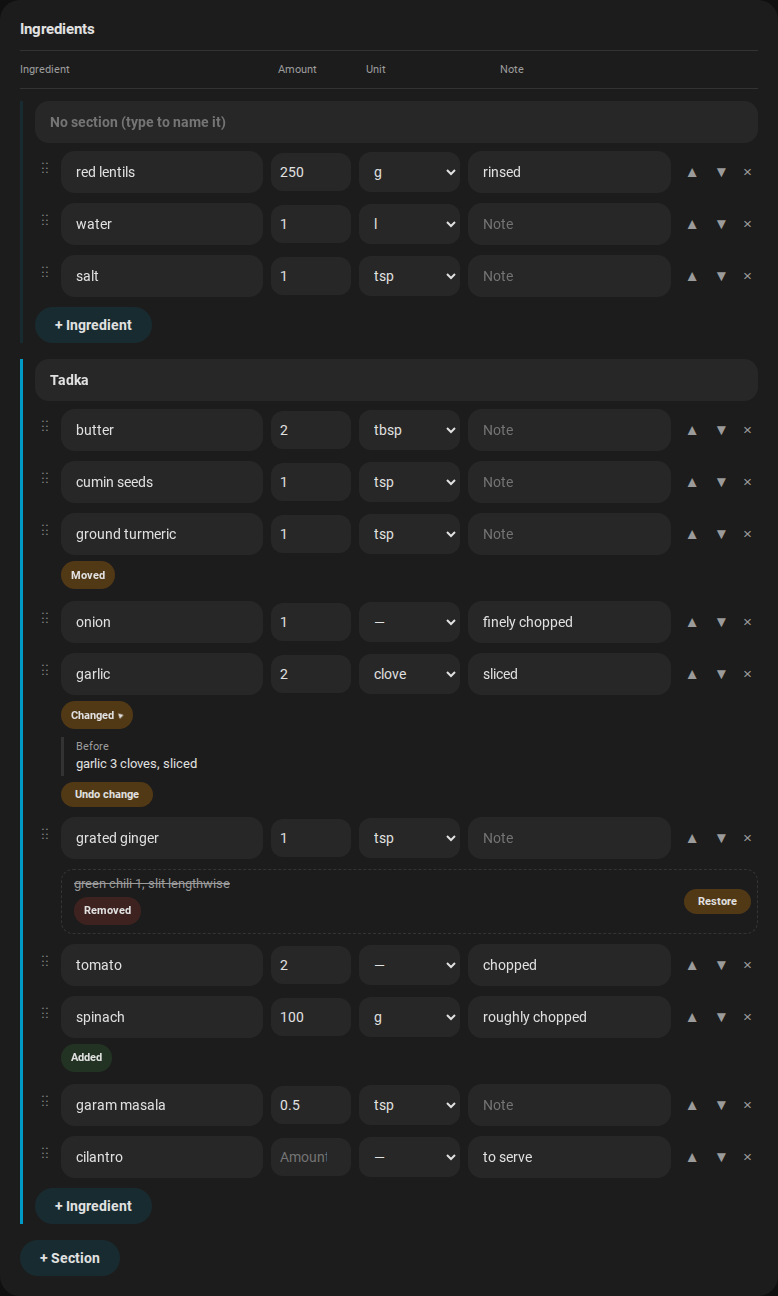 Ingredients
Ingredient Amount Unit Note
No section (type to name it)
red lentils 250 g rinsed ▲ ▼ ×
water 1 l Note ▲ ▼ ×
salt 1 tsp Note ▲ ▼ ×
+ Ingredient
Tadka
butter 2 tbsp Note ▲ ▼ ×
cumin seeds 1 tsp Note ▲ ▼ ×
ground turmeric 1 tsp Note ▲ ▼ ×
Moved
onion 1 — finely chopped ▲ ▼ ×
garlic 2 clove sliced ▲ ▼ ×
Changed ▾
Before
garlic 3 cloves, sliced
Undo change
grated ginger 1 tsp Note ▲ ▼ ×
green chili 1, slit lengthwise
Removed Restore
tomato 2 — chopped ▲ ▼ ×
spinach 100 g roughly chopped ▲ ▼ ×
Added
garam masala 0.5 tsp Note ▲ ▼ ×
cilantro Amount — to serve ▲ ▼ ×
+ Ingredient
+ Section